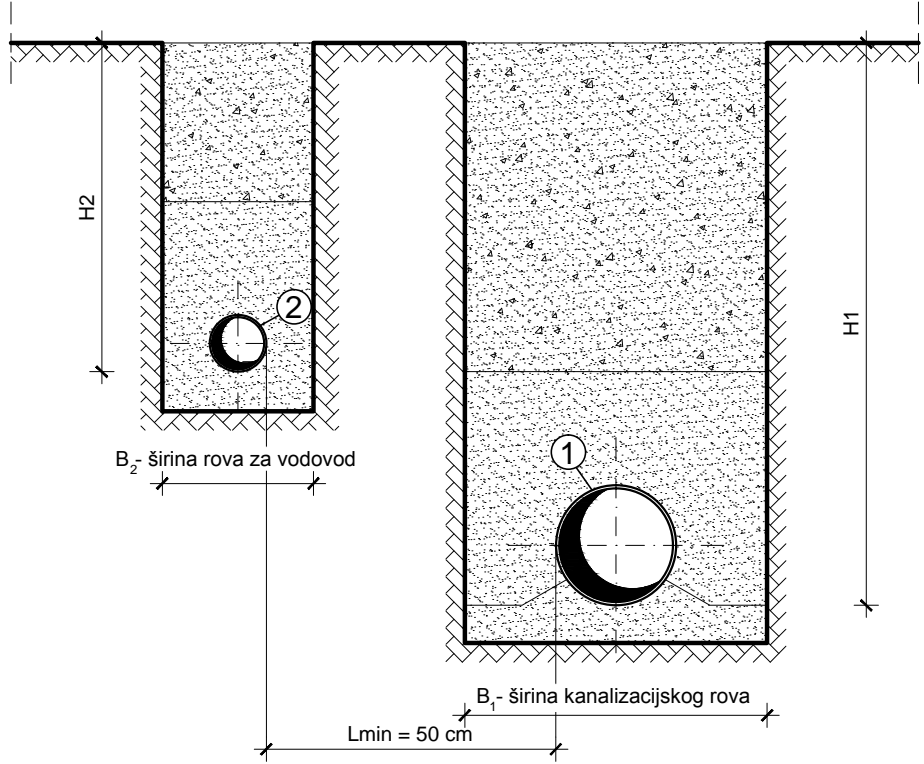 H2
H1
2
1
B2- širina rova za vodovod
B1- širina kanalizacijskog rova
Lmin = 50 cm